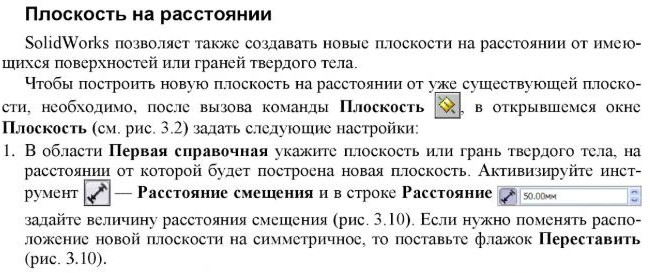 Плоскость на расстоянии
SolidWorks позволяет также создавать новые плоскости на расстоянии от имею-
щихся поверхностей или граней твердого тела.
Чтобы построить новую плоскость на расстоянии от уже существующей плоско-
сти, необходимо, после вызова команды Плоскость , в открывшемся окне
Плоскость (см. рис. 3.2) задать следующие настройки:
1. В области Первая справочная укажите плоскость или грань твердого тела, на
расстоянии от которой будет построена новая плоскость. Активизируйте инст-
румент — Расстояние смещения и в строке Расстояние 50.00мм
задайте величину расстояния смещения (рис. 3.10). Если нужно поменять распо-
ложение новой плоскости на симметричное, то поставьте флажок Переставить
(рис. 3.10).